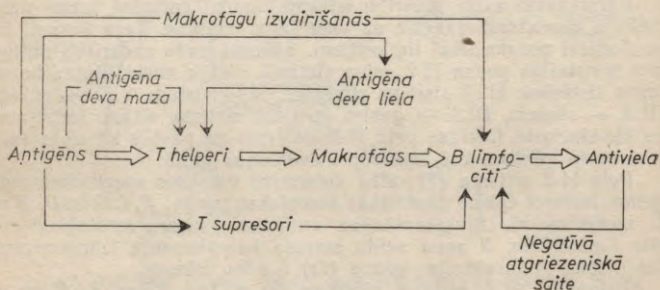 Makrofāgu izvairīšanās
Antigēna
deva maza
Antigēna
deva liela
Antigēns
T helperi
Makrofāgs
B limfo-
cīti
Antiviela
T supresori
Negatīvā
atgriezeniskā
saite